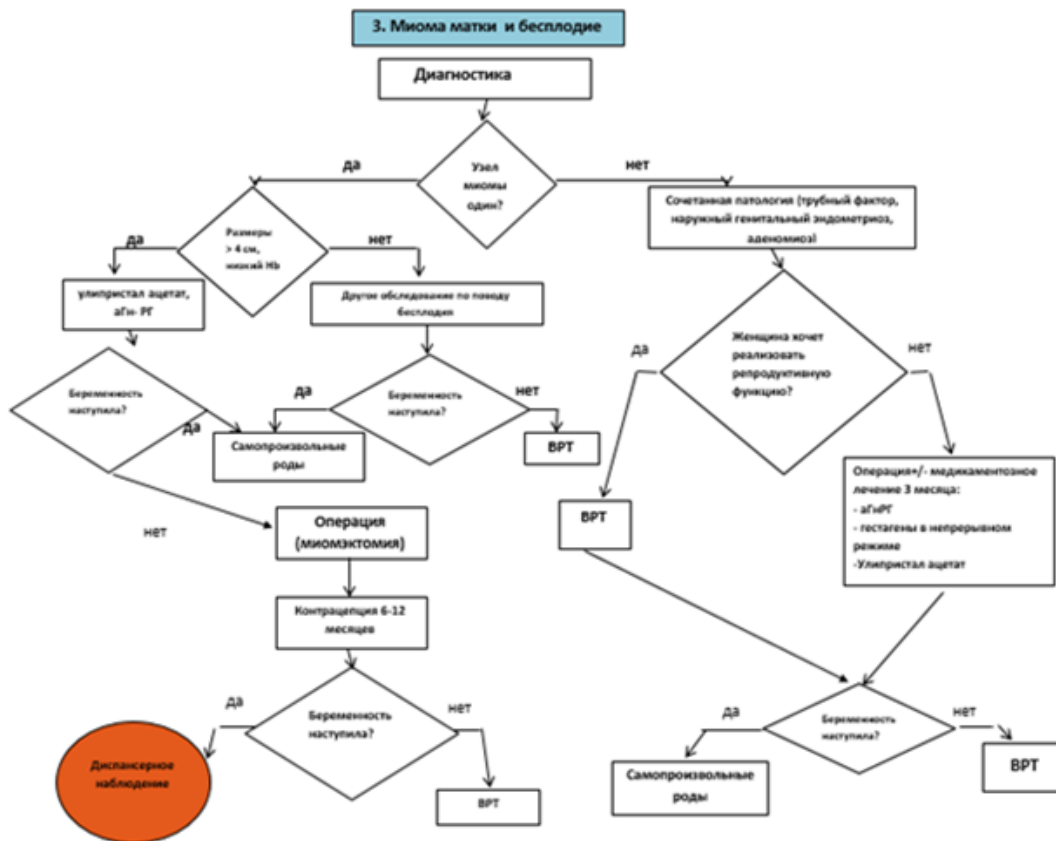 3. Миома матки и бесплодие
Диагностика
да
Узел
миомы
один?
нет
Размеры
> 4 см,
низкий Hb
да
нет
Сочетанная патология (трубный фактор,
наружный генитальный эндометриоз,
аденомиоз)
улипристал ацетат,
аГн- РГ
Другое обследование по поводу
бесплодия
Женщина хочет
реализовать
репродуктивную
функцию?
да
нет
Беременность
наступила?
да
да
Беременность
наступила?
нет
Самопроизвольные
роды
ВРТ
нет
Операция
(миомэктомия)
ВРТ
Операция+/- медикаментозное
лечение 3 месяца:
- аГнРГ
- гестагены в непрерывном
режиме
-Улипристал ацетат
Контрацепция 6-12
месяцев
да
Беременность
наступила?
нет
да
Беременность
наступила?
нет
Диспансерное
наблюдение
ВРТ
Самопроизвольные
роды
ВРТ